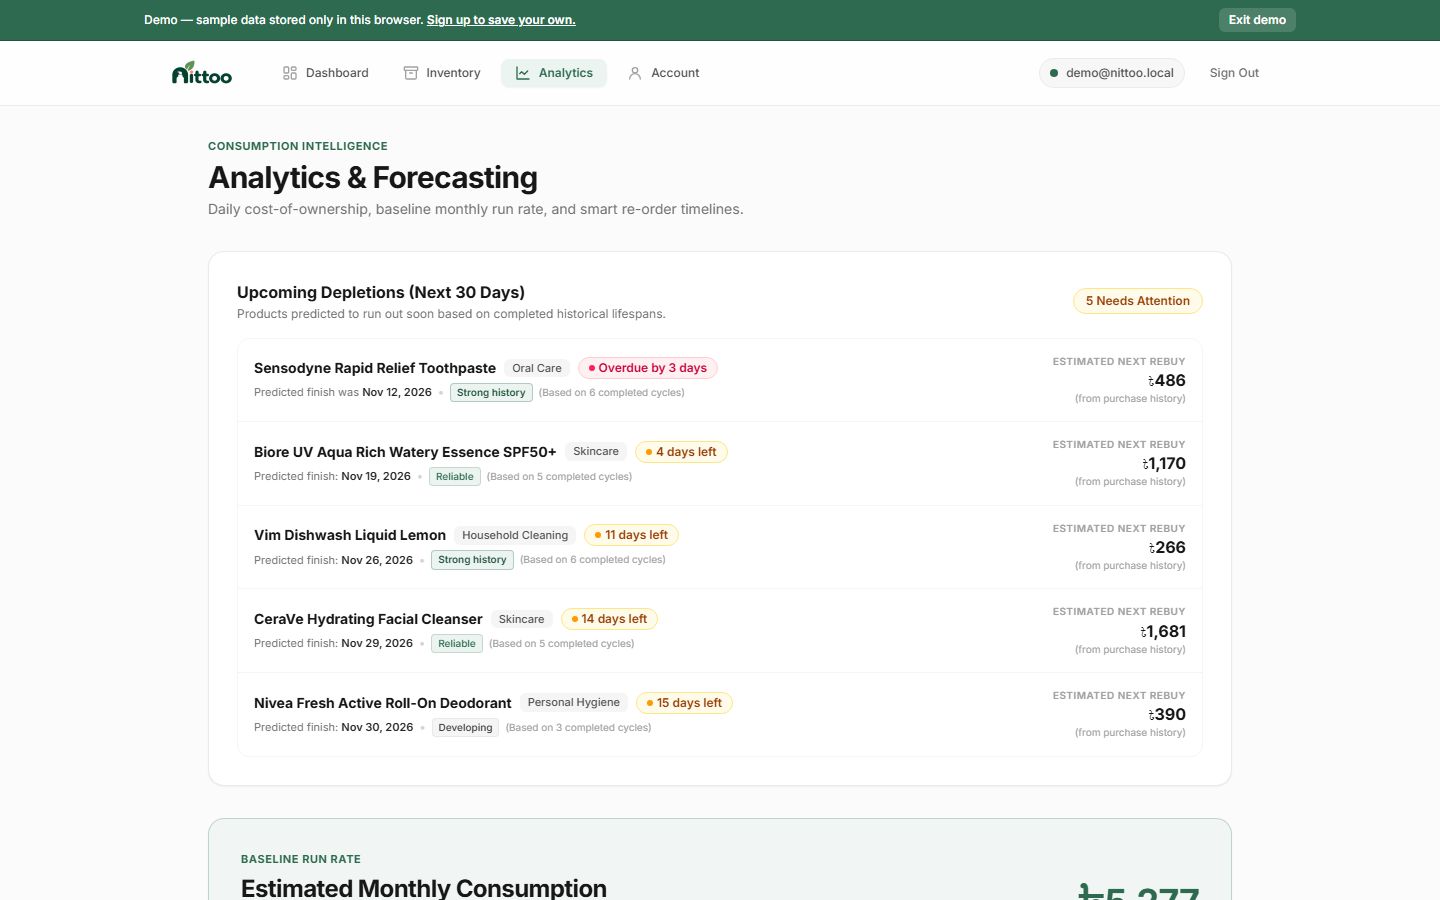 Demo — sample data stored only in this browser. Sign up to save your own.
Exit demo
Nittoo
Dashboard
Inventory
Analytics
Account
demo@nittoo.local
Sign Out
CONSUMPTION INTELLIGENCE
Analytics & Forecasting
Daily cost-of-ownership, baseline monthly run rate, and smart re-order timelines.
Upcoming Depletions (Next 30 Days)
Products predicted to run out soon based on completed historical lifespans.
5 Needs Attention
Sensodyne Rapid Relief Toothpaste Oral Care Overdue by 3 days
Predicted finish was Nov 12, 2026 • Strong history (Based on 6 completed cycles)
ESTIMATED NEXT REBUY
৳486
(from purchase history)
Biore UV Aqua Rich Watery Essence SPF50+ Skincare 4 days left
Predicted finish: Nov 19, 2026 • Reliable (Based on 5 completed cycles)
ESTIMATED NEXT REBUY
৳1,170
(from purchase history)
Vim Dishwash Liquid Lemon Household Cleaning 11 days left
Predicted finish: Nov 26, 2026 • Strong history (Based on 6 completed cycles)
ESTIMATED NEXT REBUY
৳266
(from purchase history)
CeraVe Hydrating Facial Cleanser Skincare 14 days left
Predicted finish: Nov 29, 2026 • Reliable (Based on 5 completed cycles)
ESTIMATED NEXT REBUY
৳1,681
(from purchase history)
Nivea Fresh Active Roll-On Deodorant Personal Hygiene 15 days left
Predicted finish: Nov 30, 2026 • Developing (Based on 3 completed cycles)
ESTIMATED NEXT REBUY
৳390
(from purchase history)
BASELINE RUN RATE
Estimated Monthly Consumption
৳5,277